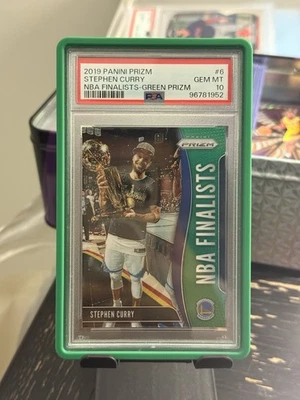 2019 PANINI PRIZM #6
STEPHEN CURRY GEM MT
NBA FINALISTS-GREEN PRIZM 10
PSA 96781952
PRIZM
NBA FINALISTS
STEPHEN CURRY